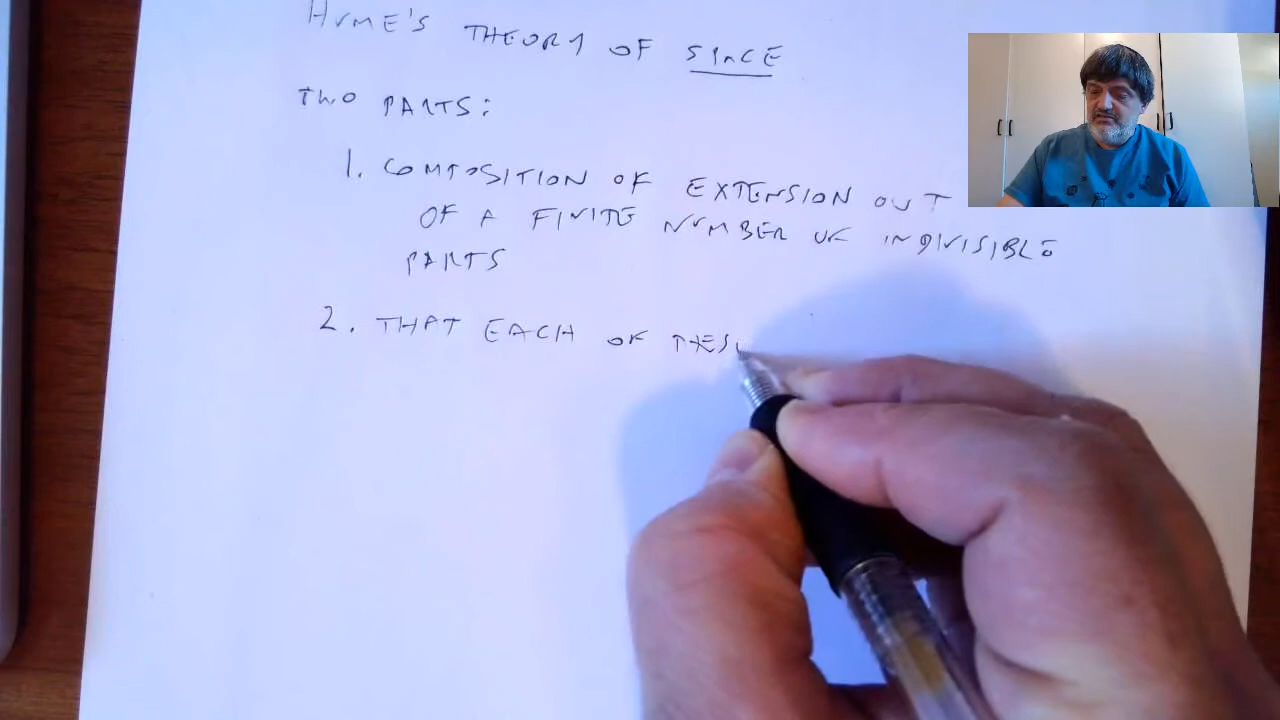 HUME'S THEORY OF SPACE
TWO PARTS:
1. COMPOSITION OF EXTENSION OUT
OF A FINITE NUMBER OF INDIVISIBLE
PARTS
2. THAT EACH OF THES